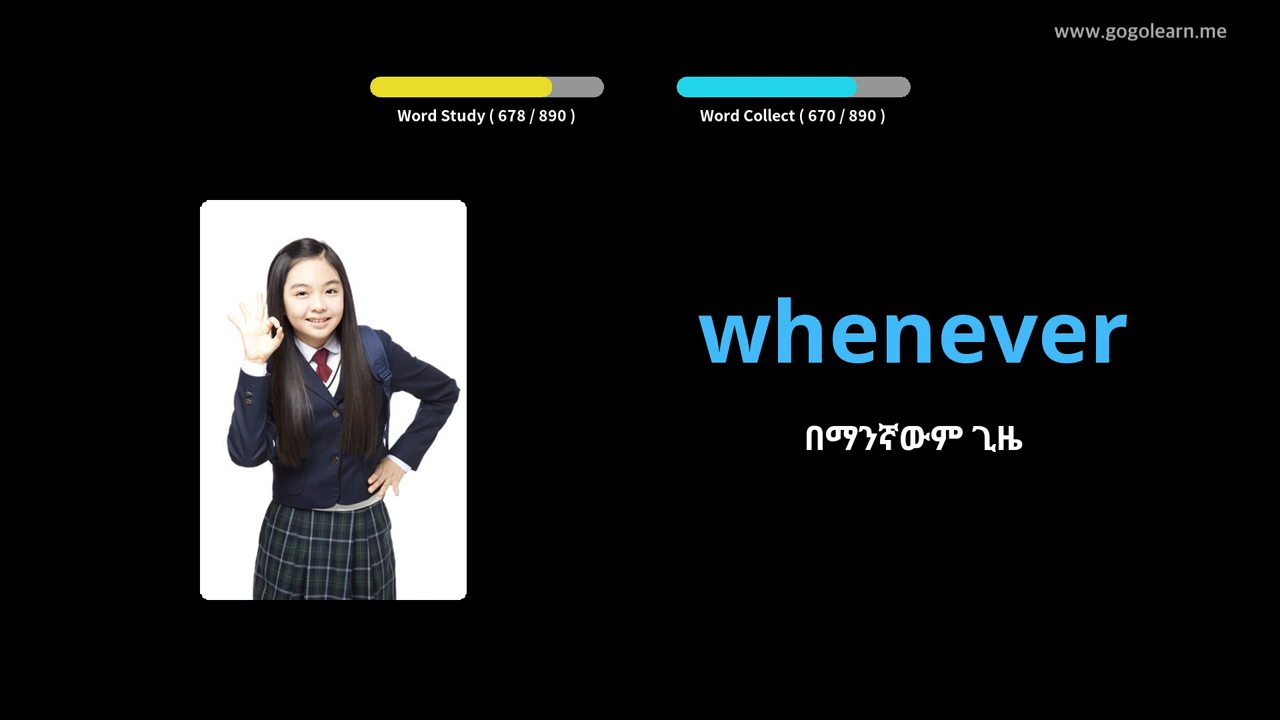 www.gogolearn.me
Word Study ( 678 / 890 )
Word Collect ( 670 / 890 )
whenever
በማንኛውም ጊዜ